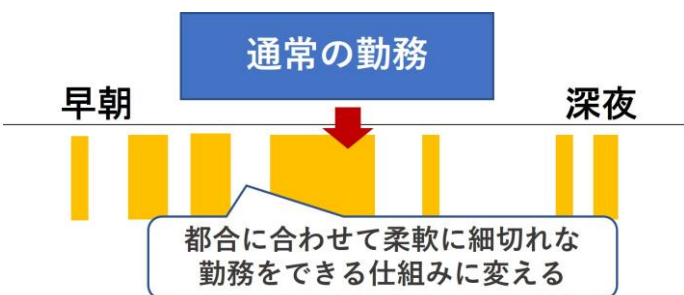 通常の勤務
早朝
深夜
都合に合わせて柔軟に細切れな
勤務をできる仕組みに変える